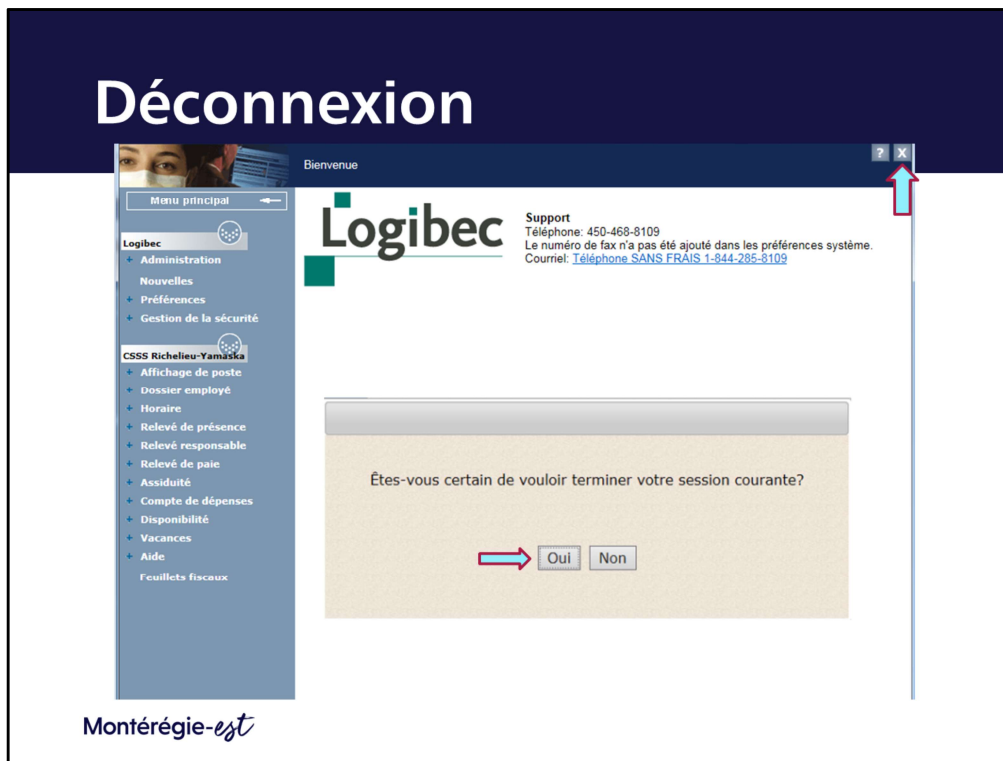 Déconnexion
Bienvenue
? X
Menu principal
Logibec
+ Administration
Nouvelles
+ Préférences
+ Gestion de la sécurité
CSSS Richelieu-Yamaska
+ Affichage de poste
+ Dossier employé
+ Horaire
+ Relevé de présence
+ Relevé responsable
+ Relevé de paie
+ Assiduité
+ Compte de dépenses
+ Disponibilité
+ Vacances
+ Aide
Feuillets fiscaux
Logibec
Support
Téléphone: 450-468-8109
Le numéro de fax n'a pas été ajouté dans les préférences système.
Courriel: Téléphone SANS FRAIS 1-844-285-8109
Êtes-vous certain de vouloir terminer votre session courante?
Oui Non
Montérégie-est